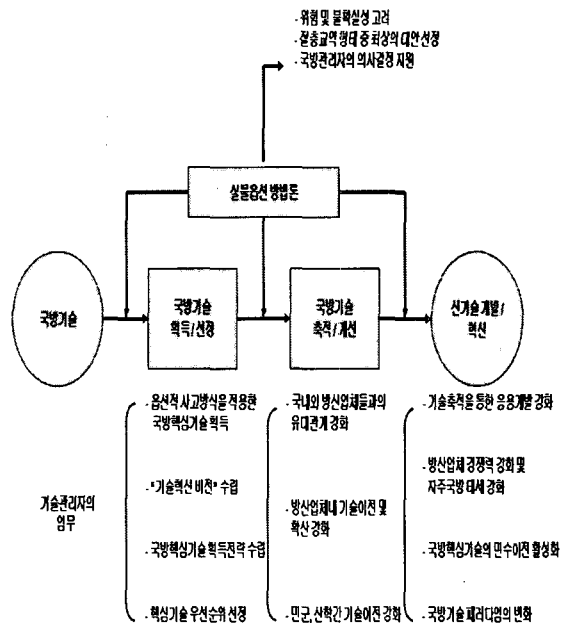 - 위험 및 불확실성 고려
- 절충교역 형태 중 최상의 대안 선정
- 국방관리자의 의사결정 지원
실물옵션 방법론
국방기술
국방기술
획득/선정
국방기술
축적/개선
신기술 개발/
혁신
기술관리자의
임무
- 옵션적 사고방식을 적용한
국방핵심기술 획득
- "기술혁신 비전" 수립
- 국방핵심기술 획득전략 수립
- 핵심기술 우선순위 선정
- 국내외 방산업체들과의
유대관계 강화
- 방산업체내 기술이전 및
확산 강화
- 민군, 산학간 기술이전 강화
- 기술축적을 통한 응용개발 강화
- 방산업체 경쟁력 강화 및
자주국방 태세 강화
- 국방핵심기술의 민수이전 활성화
- 국방기술 패러다임의 변화